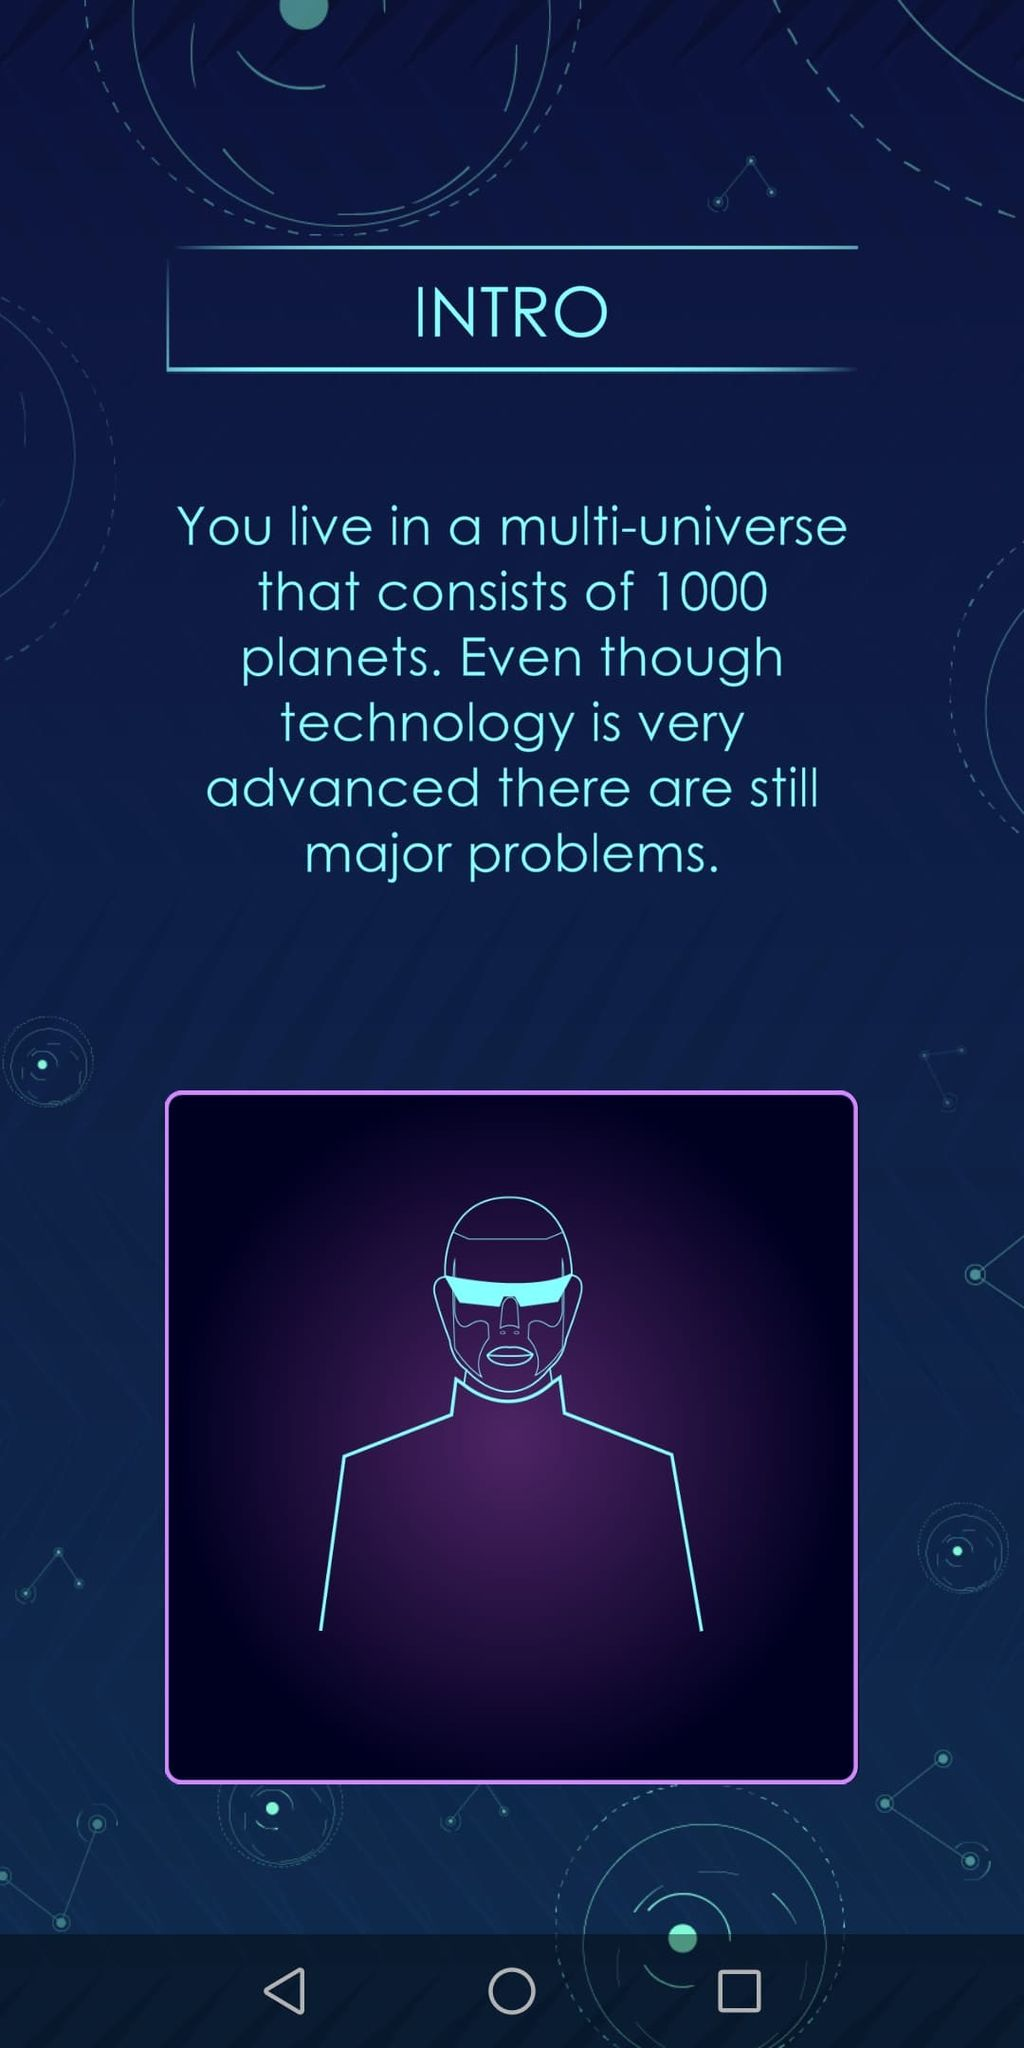 INTRO
You live in a multi-universe
that consists of 1000
planets. Even though
technology is very
advanced there are still
major problems.